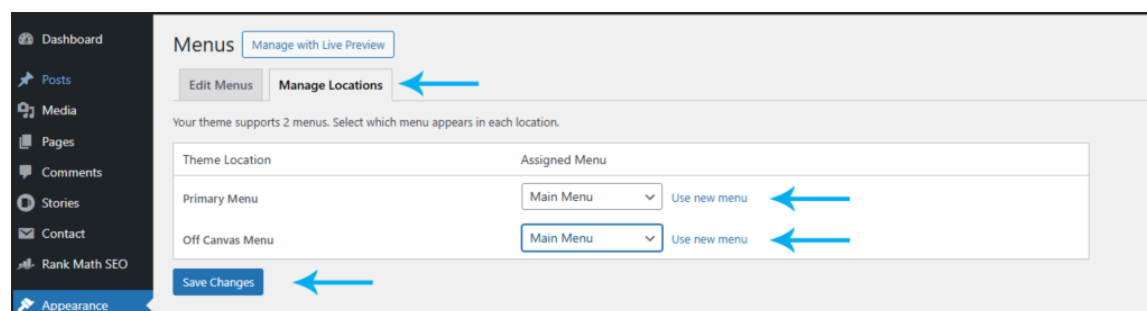 Dashboard
Posts
Media
Pages
Comments
Stories
Contact
Rank Math SEO
Appearance
Menus Manage with Live Preview
Edit Menus Manage Locations
Your theme supports 2 menus. Select which menu appears in each location.
Theme Location Assigned Menu
Primary Menu Main Menu Use new menu
Off Canvas Menu Main Menu Use new menu
Save Changes